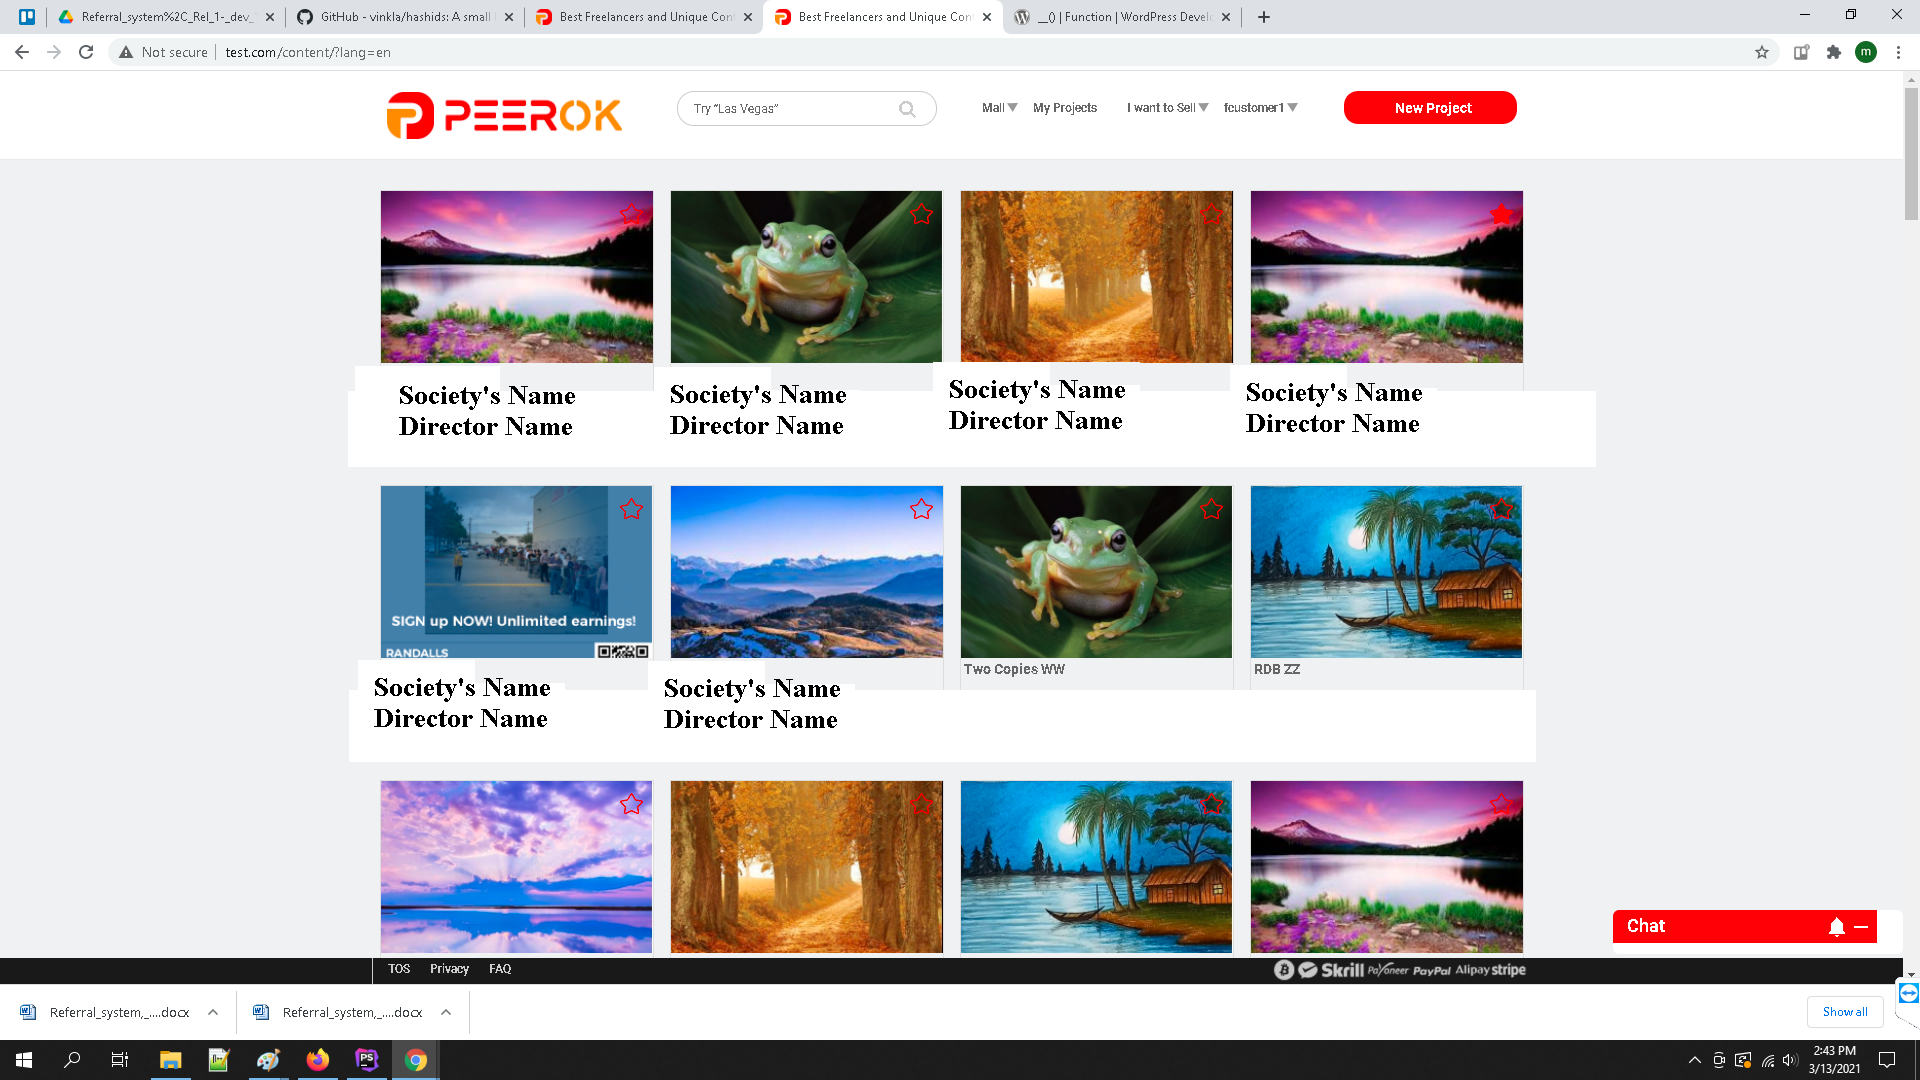 Referral_system%2C_Rel_1-_dev_
GitHub - vinkla/hashids: A small
Best Freelancers and Unique Con
Best Freelancers and Unique Con
__() | Function | WordPress Devel
Not secure
test.com/content/?lang=en
m
PEEROK
Try "Las Vegas"
Mall
My Projects
I want to Sell
fcustomer1
New Project
Society's Name
Director Name
Society's Name
Director Name
Society's Name
Director Name
Society's Name
Director Name
SIGN up NOW! Unlimited earnings!
RANDALLS
Society's Name
Director Name
Society's Name
Director Name
Two Copies WW
RDB ZZ
Chat
TOS
Privacy
FAQ
Skrill
Payoneer
PayPal
Alipay
stripe
Referral_system,_....docx
Referral_system,_....docx
Show all
PS
2:43 PM
3/13/2021